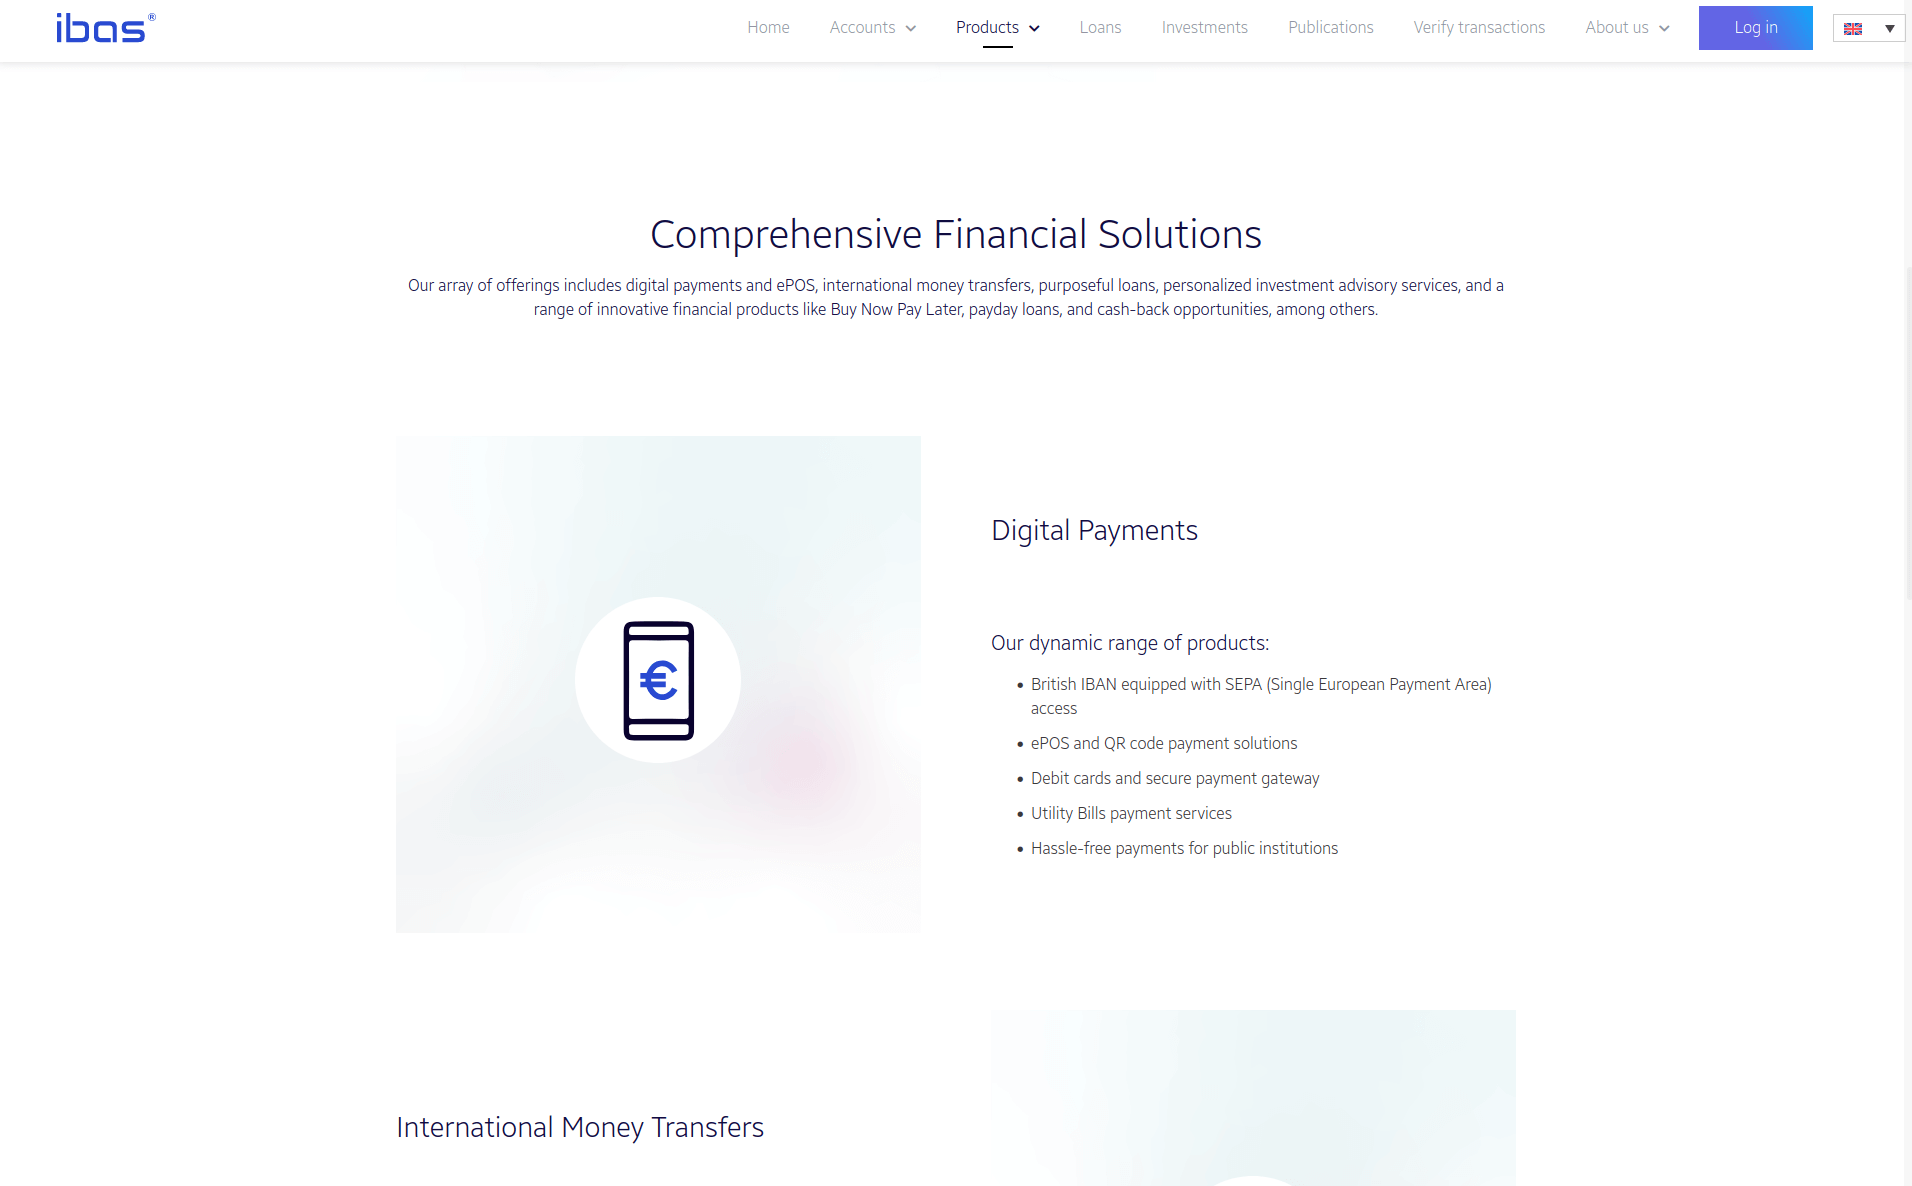 ibas®
Home Accounts Products Loans Investments Publications Verify transactions About us Log in
Comprehensive Financial Solutions
Our array of offerings includes digital payments and ePOS, international money transfers, purposeful loans, personalized investment advisory services, and a
range of innovative financial products like Buy Now Pay Later, payday loans, and cash-back opportunities, among others.
€
Digital Payments
Our dynamic range of products:
• British IBAN equipped with SEPA (Single European Payment Area)
access
• ePOS and QR code payment solutions
• Debit cards and secure payment gateway
• Utility Bills payment services
• Hassle-free payments for public institutions
International Money Transfers